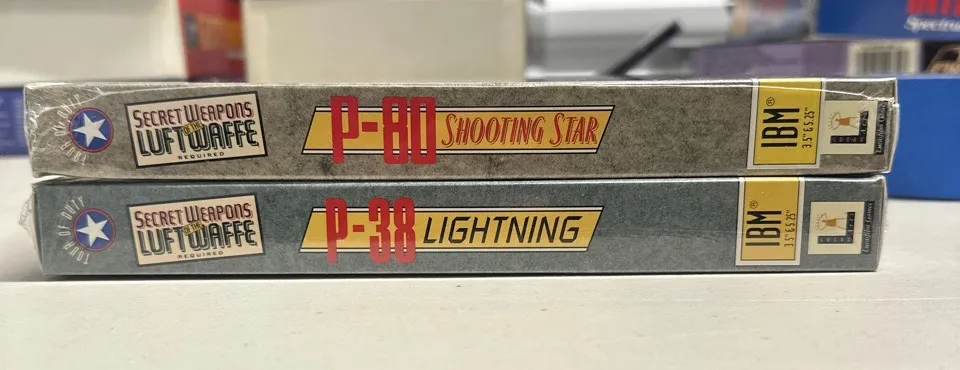 TOUR OF DUTY
SECRET WEAPONS
OF THE
LUFTWAFFE
REQUIRED
P-80 SHOOTING STAR
IBM®
3.5" & 5.25"
TOUR OF DUTY
SECRET WEAPONS
OF THE
LUFTWAFFE
REQUIRED
P-38 LIGHTNING
IBM®
3.5" & 5.25"